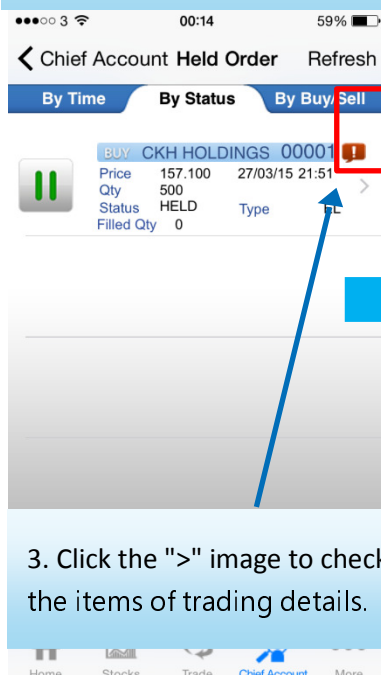 3 00:14 59%
Chief Account Held Order Refresh
By Time By Status By Buy/Sell
BUY CKH HOLDINGS 00001
Price 157.100 27/03/15 21:51
Qty 500
Status HELD Type EL
Filled Qty 0
3. Click the ">" image to check
the items of trading details.
Home Stocks Trade Chief Account More